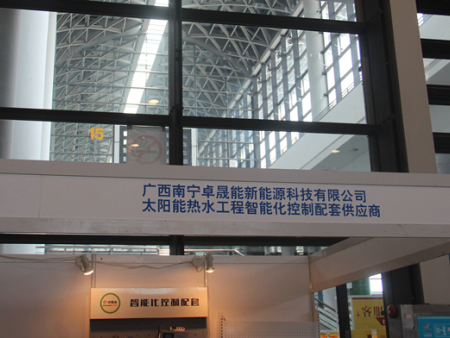 15
广西南宁卓晟能新能源科技有限公司
太阳能热水工程智能化控制配套供应商
智能化控制配套
客服